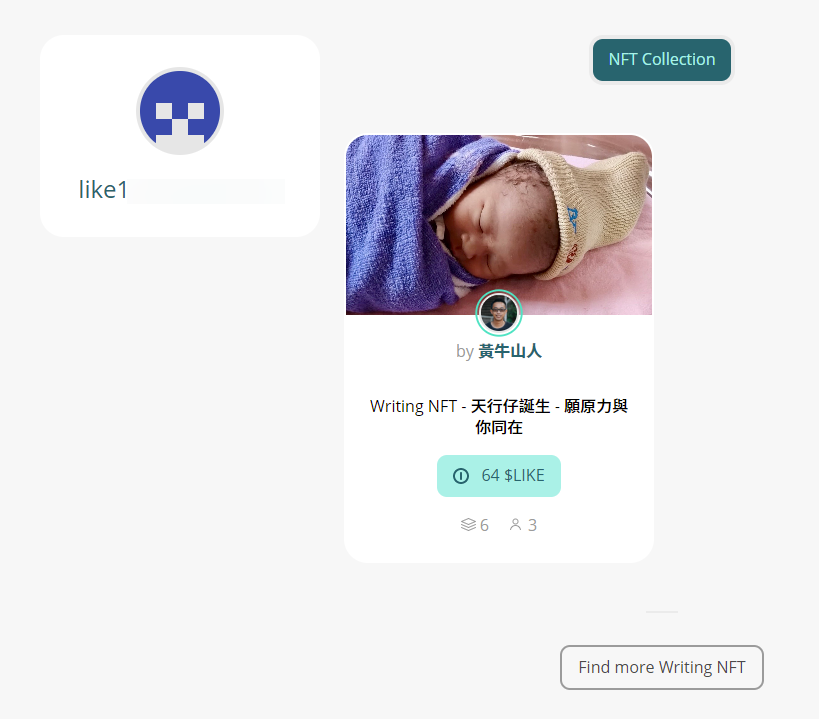 like1
NFT Collection
by 黃牛山人
Writing NFT - 天行仔誕生 - 願原力與
你同在
64 $LIKE
6 3
Find more Writing NFT